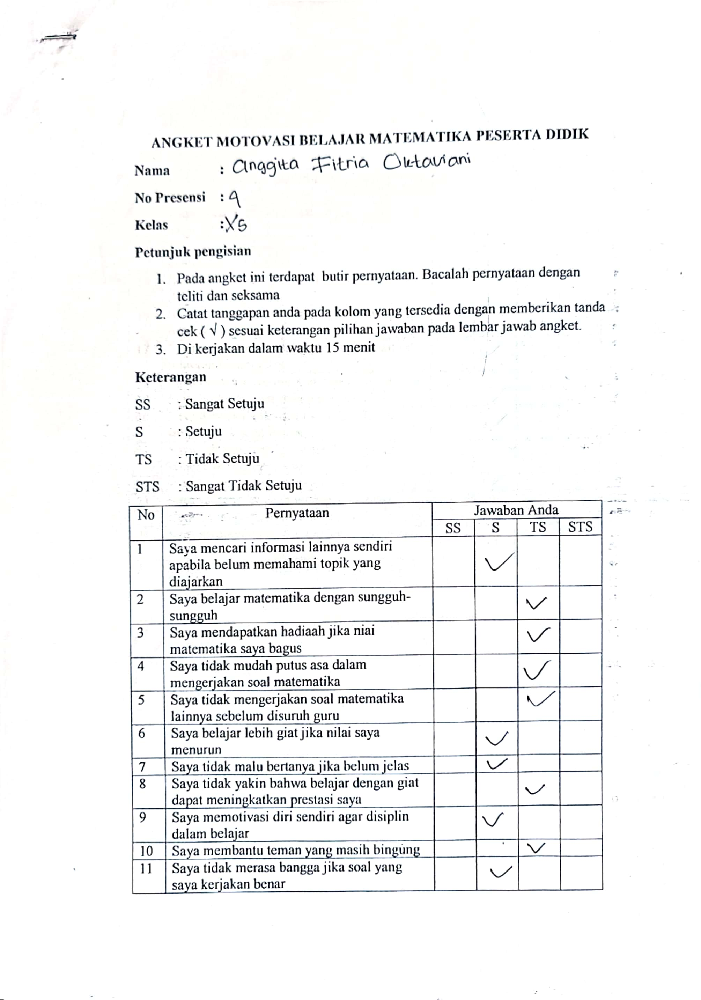 ANGKET MOTOVASI BELAJAR MATEMATIKA PESERTA DIDIK
Nama : Anggita Fitria Oktaviani
No Presensi : 9
Kelas : X5
Petunjuk pengisian
1. Pada angket ini terdapat butir pernyataan. Bacalah pernyataan dengan
teliti dan seksama
2. Catat tanggapan anda pada kolom yang tersedia dengan memberikan tanda
cek ( √ ) sesuai keterangan pilihan jawaban pada lembar jawab angket.
3. Di kerjakan dalam waktu 15 menit
Keterangan
SS : Sangat Setuju
S : Setuju
TS : Tidak Setuju
STS : Sangat Tidak Setuju
No Pernyataan Jawaban Anda
SS S TS STS
1 Saya mencari informasi lainnya sendiri
apabila belum memahami topik yang ✓
diajarkan
2 Saya belajar matematika dengan sungguh- ✓
sungguh
3 Saya mendapatkan hadiaah jika niai ✓
matematika saya bagus
4 Saya tidak mudah putus asa dalam ✓
mengerjakan soal matematika
5 Saya tidak mengerjakan soal matematika ✓
lainnya sebelum disuruh guru
6 Saya belajar lebih giat jika nilai saya ✓
menurun
7 Saya tidak malu bertanya jika belum jelas ✓
8 Saya tidak yakin bahwa belajar dengan giat ✓
dapat meningkatkan prestasi saya
9 Saya memotivasi diri sendiri agar disiplin ✓
dalam belajar
10 Saya membantu teman yang masih bingung ✓
11 Saya tidak merasa bangga jika soal yang ✓
saya kerjakan benar